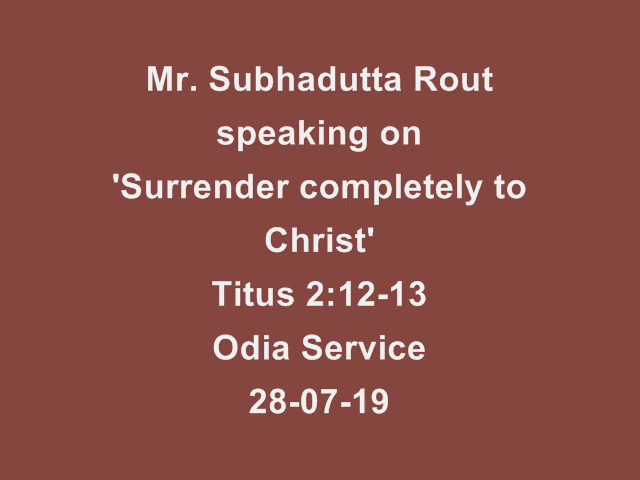 Mr. Subhadutta Rout
speaking on
'Surrender completely to
Christ'
Titus 2:12-13
Odia Service
28-07-19